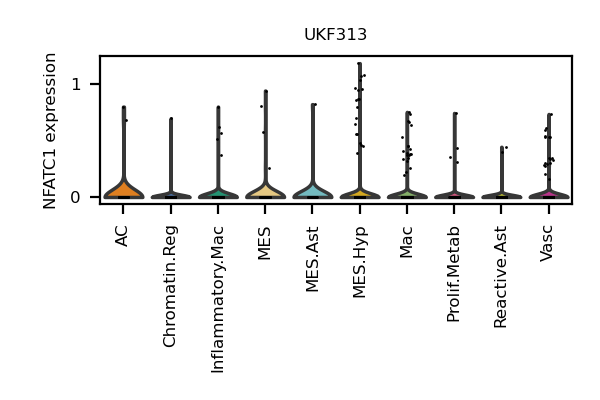 UKF313
NFATC1 expression
1
0
AC
Chromatin.Reg
Inflammatory.Mac
MES
MES.Ast
MES.Hyp
Mac
Prolif.Metab
Reactive.Ast
Vasc